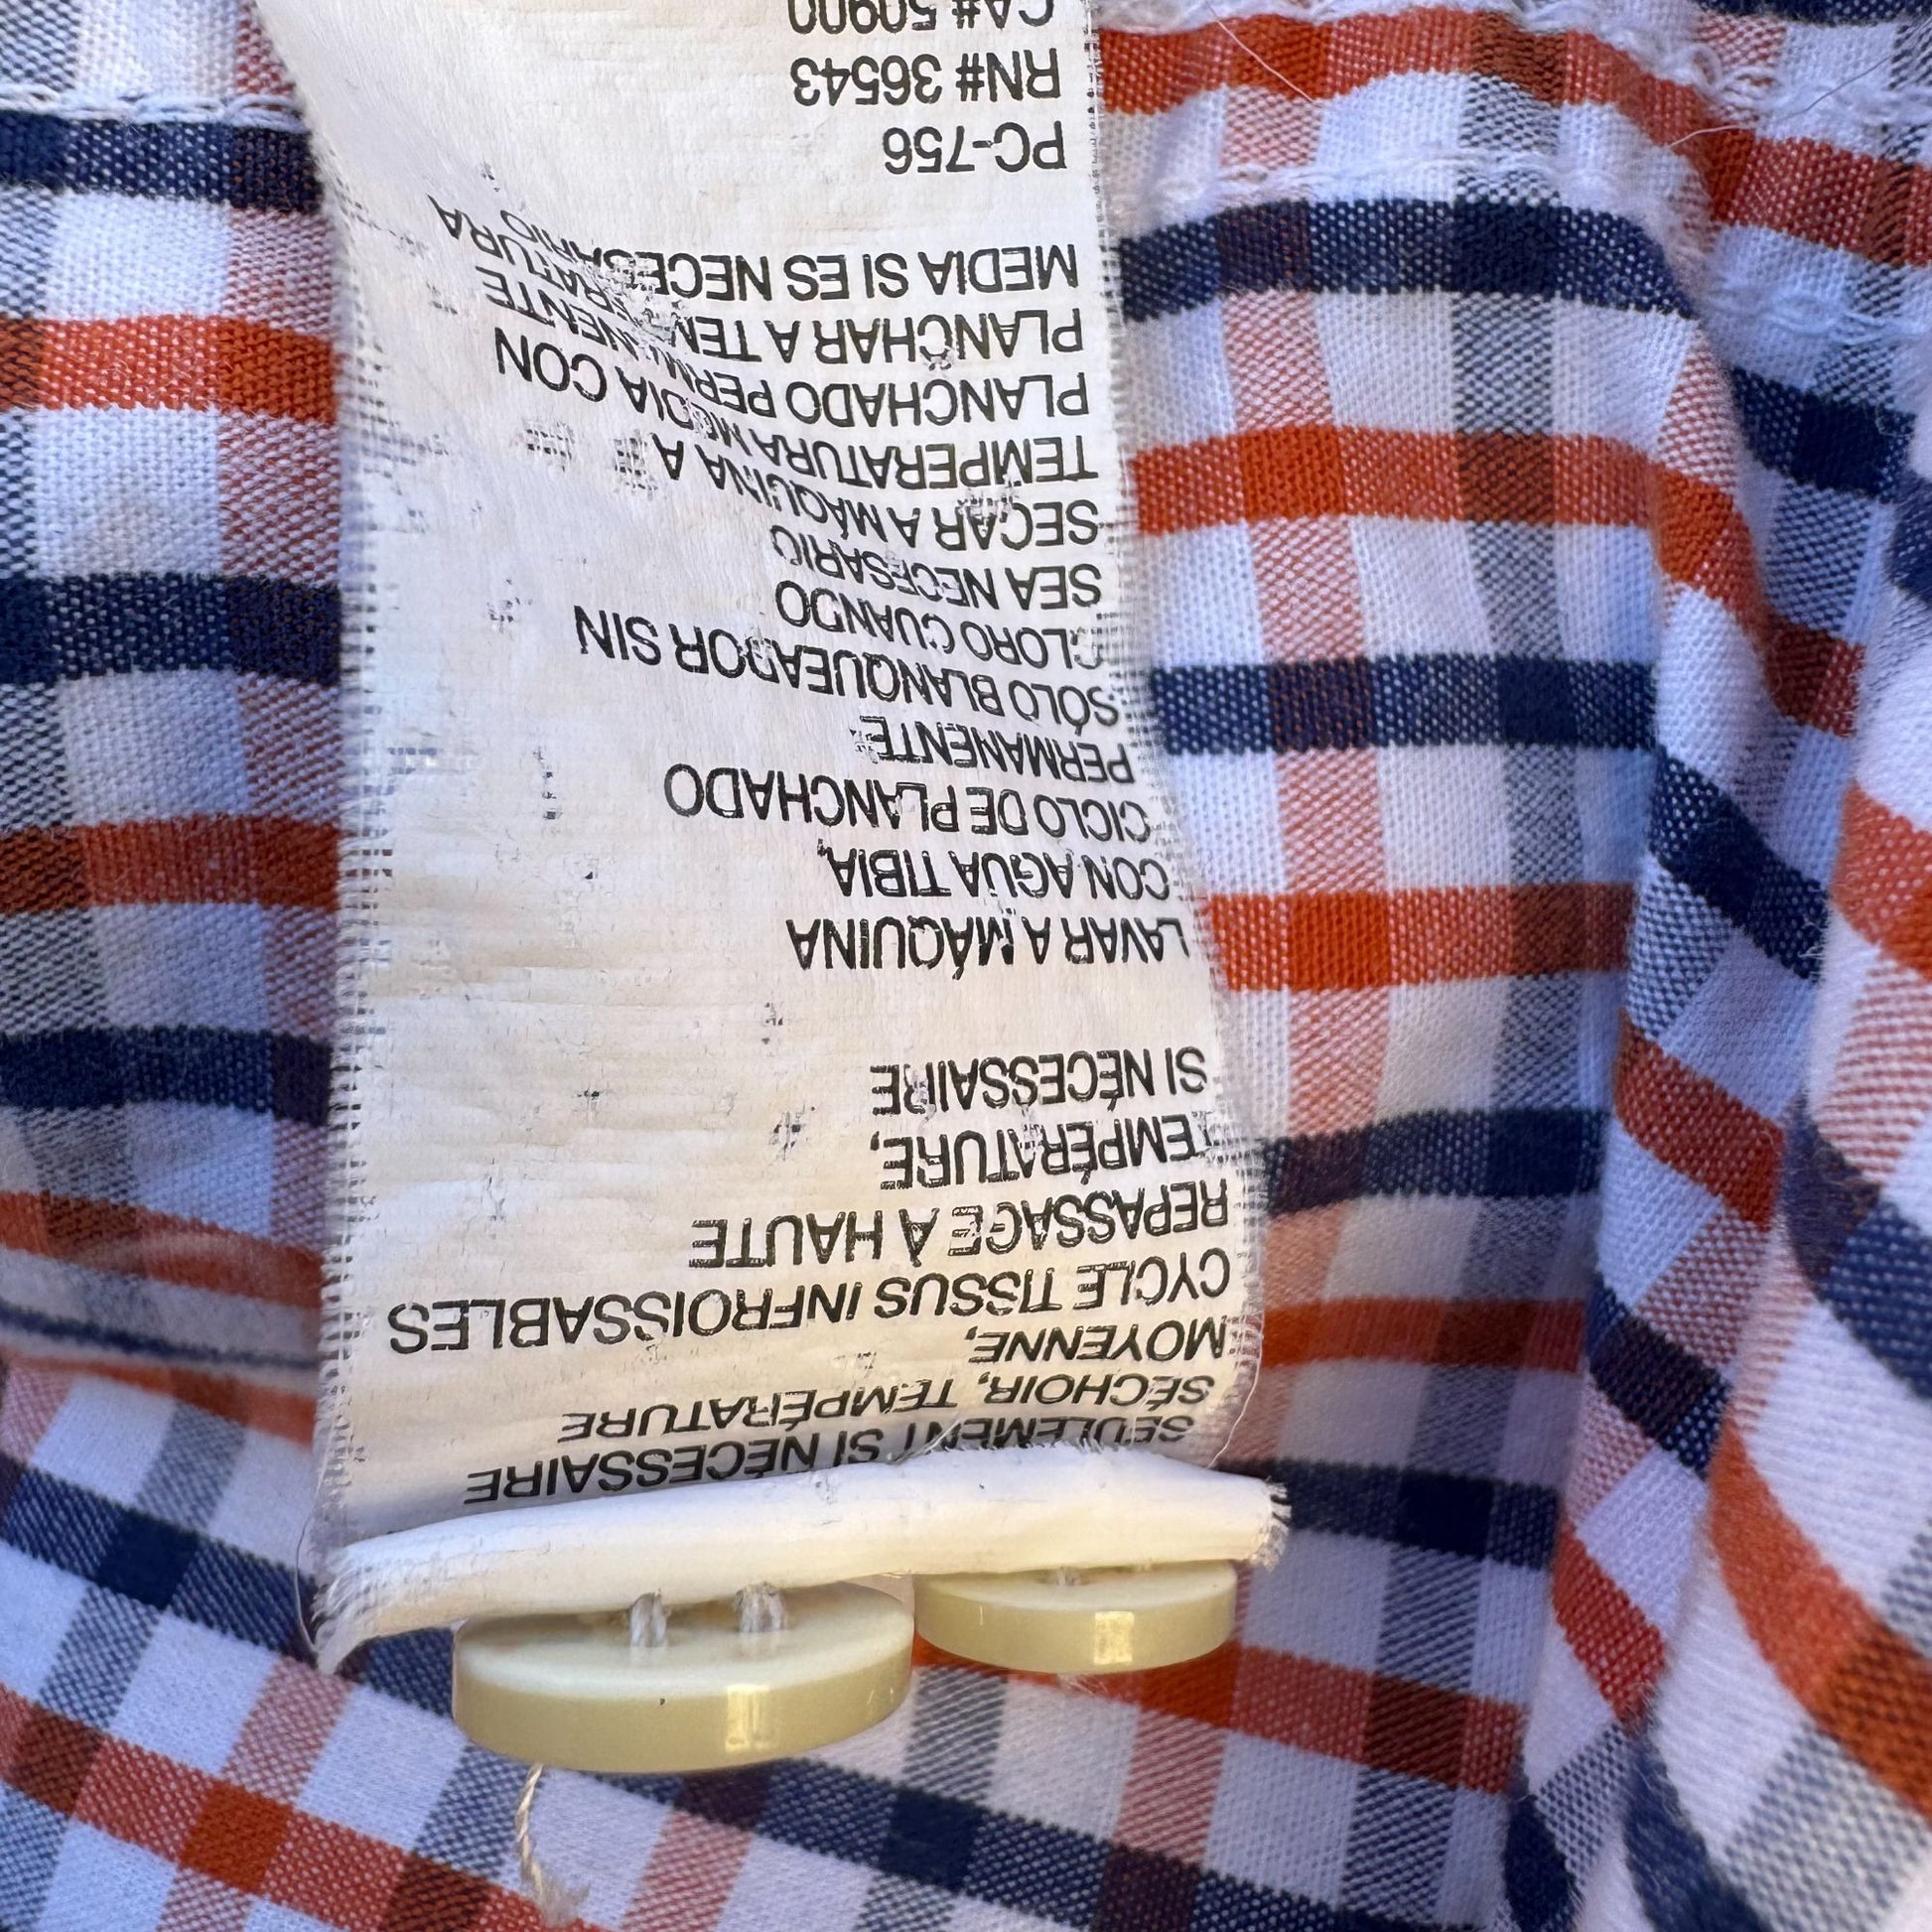 SEULEMENT SI NÉCESSAIRE
SÉCHOIR, TEMPÉRATURE
MOYENNE,
CYCLE TISSUS INFROISSABLES
REPASSAGE À HAUTE
TEMPÉRATURE,
SI NÉCESSAIRE
LAVAR A MÁQUINA
CON AGUA TIBIA,
CICLO DE PLANCHADO
PERMANENTE
SÓLO BLANQUEADOR SIN
CLORO CUANDO
SEA NECESARIO
SECAR A MÁQUINA A
TEMPERATURA MEDIA CON
PLANCHADO PERMANENTE
PLANCHAR A TEMPERATURA
MEDIA SI ES NECESARIO
PC-756
RN# 36543
CA# 50900